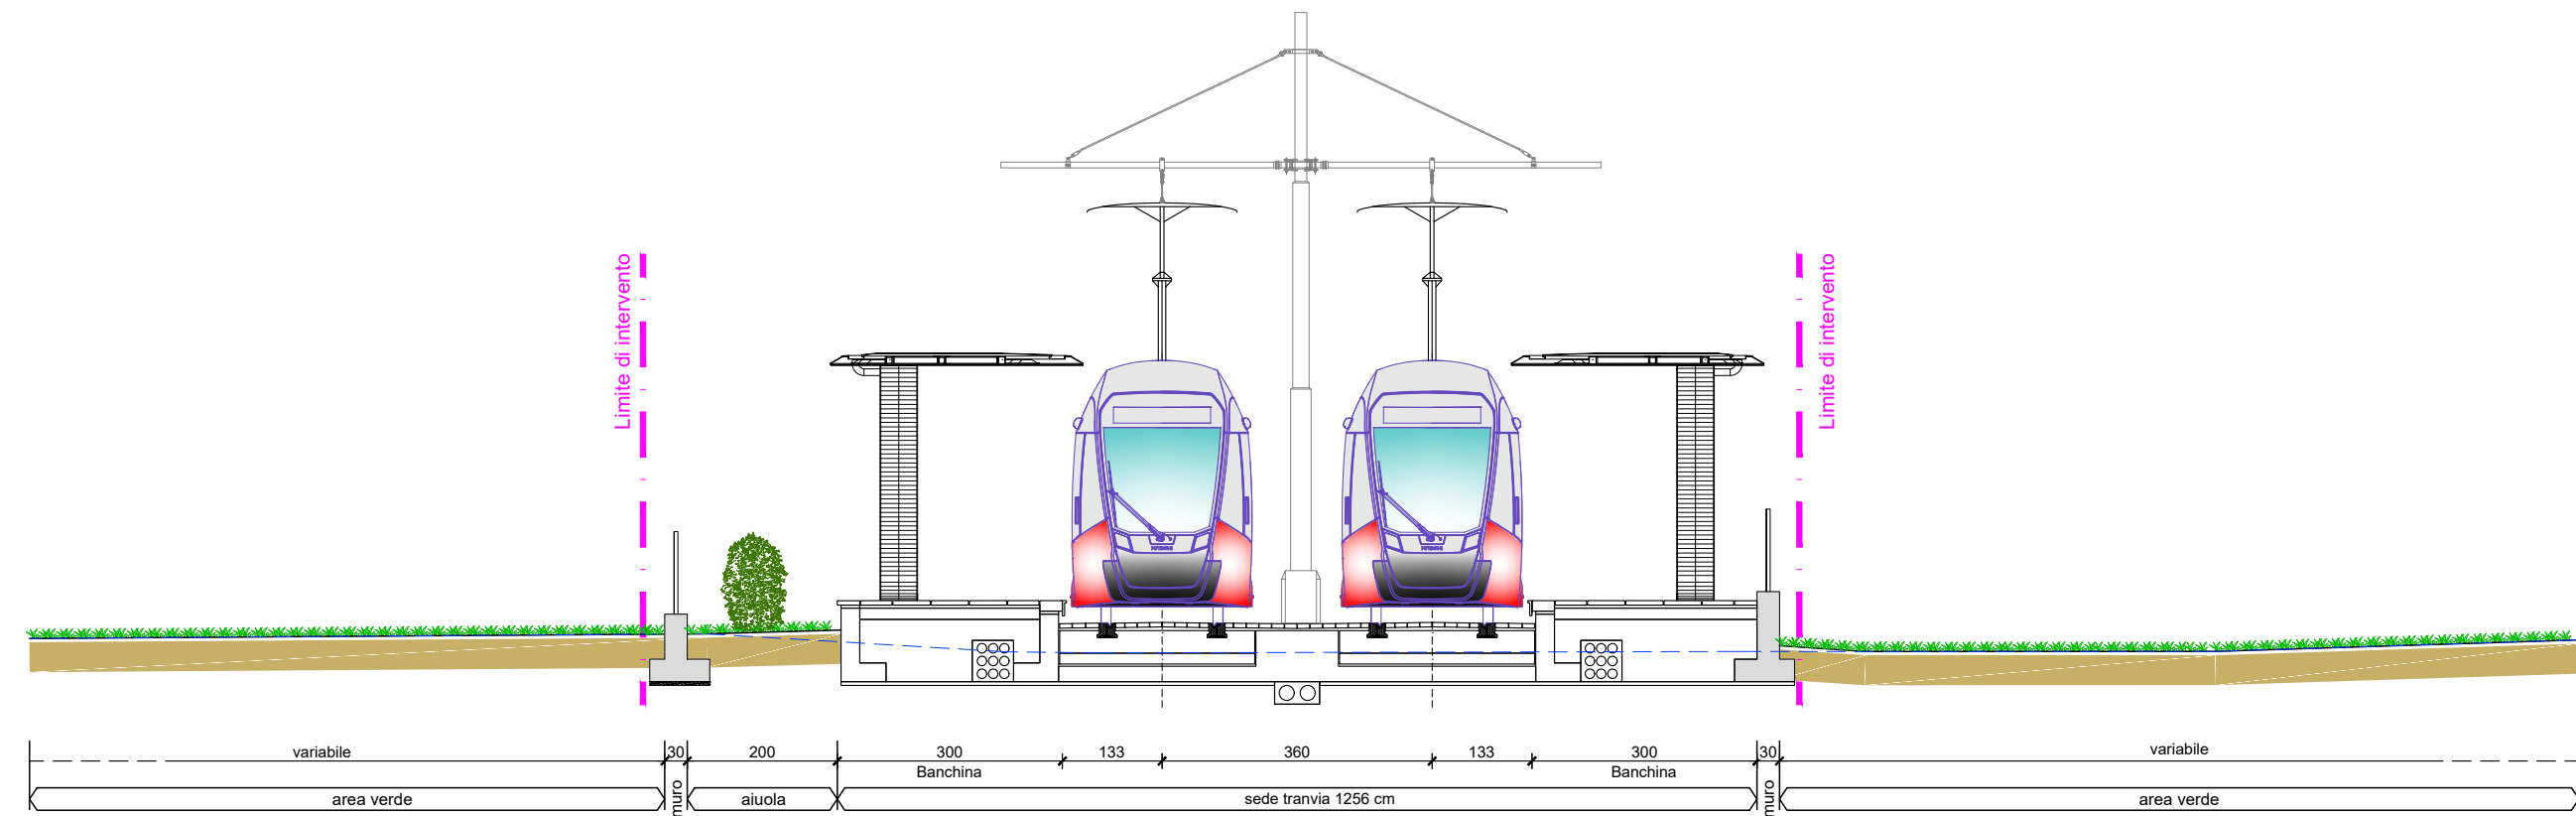 Limite di intervento
Limite di intervento
variabile
30
200
300
133
360
133
300
30
variabile
Banchina
Banchina
area verde
muro
aiuola
sede tranvia 1256 cm
muro
area verde